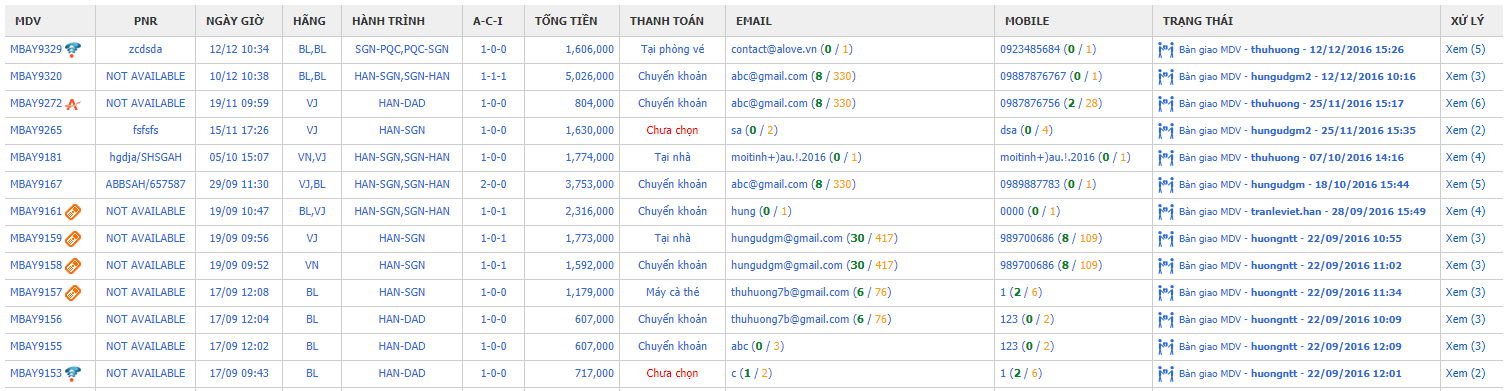 MDV PNR NGÀY GIỜ HÃNG HÀNH TRÌNH A-C-I TỔNG TIỀN THANH TOÁN EMAIL MOBILE TRẠNG THÁI XỬ LÝ
MBAY9329 zcdsda 12/12 10:34 BL,BL SGN-PQC,PQC-SGN 1-0-0 1,606,000 Tại phòng vé contact@alove.vn (0 / 1) 0923485684 (0 / 1) Bàn giao MDV - thuhuong - 12/12/2016 15:26 Xem (5)
MBAY9320 NOT AVAILABLE 10/12 10:38 BL,BL HAN-SGN,SGN-HAN 1-1-1 5,026,000 Chuyển khoản abc@gmail.com (8 / 330) 09887876767 (0 / 1) Bàn giao MDV - hungudgm2 - 12/12/2016 10:16 Xem (3)
MBAY9272 NOT AVAILABLE 19/11 09:59 VJ HAN-DAD 1-0-0 804,000 Chuyển khoản abc@gmail.com (8 / 330) 0987876756 (2 / 28) Bàn giao MDV - thuhuong - 25/11/2016 15:17 Xem (6)
MBAY9265 fsfsfs 15/11 17:26 VJ HAN-SGN 1-0-0 1,630,000 Chưa chọn sa (0 / 2) dsa (0 / 4) Bàn giao MDV - hungudgm2 - 25/11/2016 15:35 Xem (2)
MBAY9181 hgdja/SHSGAH 05/10 15:07 VN,VJ HAN-SGN,SGN-HAN 1-0-0 1,774,000 Tại nhà moitinh+)au.!.2016 (0 / 1) moitinh+)au.!.2016 (0 / 1) Bàn giao MDV - thuhuong - 07/10/2016 14:16 Xem (4)
MBAY9167 ABBSAH/657587 29/09 11:30 VJ,BL HAN-SGN,SGN-HAN 2-0-0 3,753,000 Chuyển khoản abc@gmail.com (8 / 330) 0989887783 (0 / 1) Bàn giao MDV - hungudgm - 18/10/2016 15:44 Xem (5)
MBAY9161 NOT AVAILABLE 19/09 10:47 BL,VJ HAN-SGN,SGN-HAN 1-0-1 2,316,000 Chuyển khoản hung (0 / 1) 0000 (0 / 1) Bàn giao MDV - tranleviet.han - 28/09/2016 15:49 Xem (4)
MBAY9159 NOT AVAILABLE 19/09 09:56 VJ HAN-SGN 1-0-1 1,773,000 Tại nhà hungudgm@gmail.com (30 / 417) 989700686 (8 / 109) Bàn giao MDV - huongntt - 22/09/2016 10:55 Xem (3)
MBAY9158 NOT AVAILABLE 19/09 09:52 VN HAN-SGN 1-0-1 1,592,000 Chuyển khoản hungudgm@gmail.com (30 / 417) 989700686 (8 / 109) Bàn giao MDV - huongntt - 22/09/2016 11:02 Xem (3)
MBAY9157 NOT AVAILABLE 17/09 12:08 BL HAN-SGN 1-0-0 1,179,000 Máy cà thẻ thuhuong7b@gmail.com (6 / 76) 1 (2 / 6) Bàn giao MDV - huongntt - 22/09/2016 11:34 Xem (3)
MBAY9156 NOT AVAILABLE 17/09 12:04 BL HAN-DAD 1-0-0 607,000 Chuyển khoản thuhuong7b@gmail.com (6 / 76) 123 (0 / 2) Bàn giao MDV - huongntt - 22/09/2016 10:09 Xem (3)
MBAY9155 NOT AVAILABLE 17/09 12:02 BL HAN-DAD 1-0-0 607,000 Chuyển khoản abc (0 / 3) 123 (0 / 2) Bàn giao MDV - huongntt - 22/09/2016 12:09 Xem (3)
MBAY9153 NOT AVAILABLE 17/09 09:43 BL HAN-DAD 1-0-0 717,000 Chưa chọn c (1 / 2) 1 (2 / 6) Bàn giao MDV - huongntt - 22/09/2016 12:01 Xem (2)